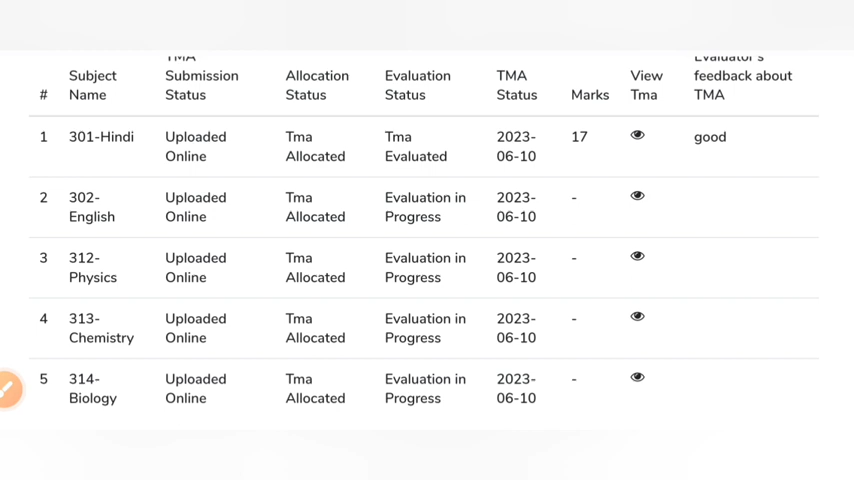 TMA
Evaluator's
Subject Submission Allocation Evaluation TMA View feedback about
# Name Status Status Status Status Marks Tma TMA
1 301-Hindi Uploaded Tma Tma 2023- 17 good
Online Allocated Evaluated 06-10
2 302- Uploaded Tma Evaluation in 2023- -
English Online Allocated Progress 06-10
3 312- Uploaded Tma Evaluation in 2023- -
Physics Online Allocated Progress 06-10
4 313- Uploaded Tma Evaluation in 2023- -
Chemistry Online Allocated Progress 06-10
5 314- Uploaded Tma Evaluation in 2023- -
Biology Online Allocated Progress 06-10